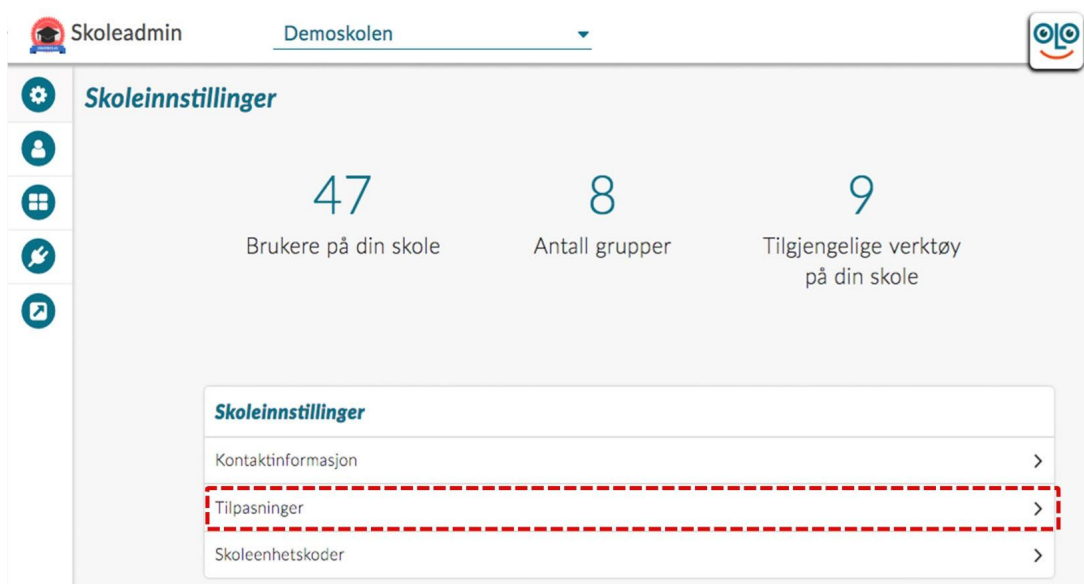 Skoleadmin
Demoskolen
Skoleinnstillinger
47
Brukere på din skole
8
Antall grupper
9
Tilgjengelige verktøy
på din skole
Skoleinnstillinger
Kontaktinformasjon
Tilpasninger
Skoleenhetskoder